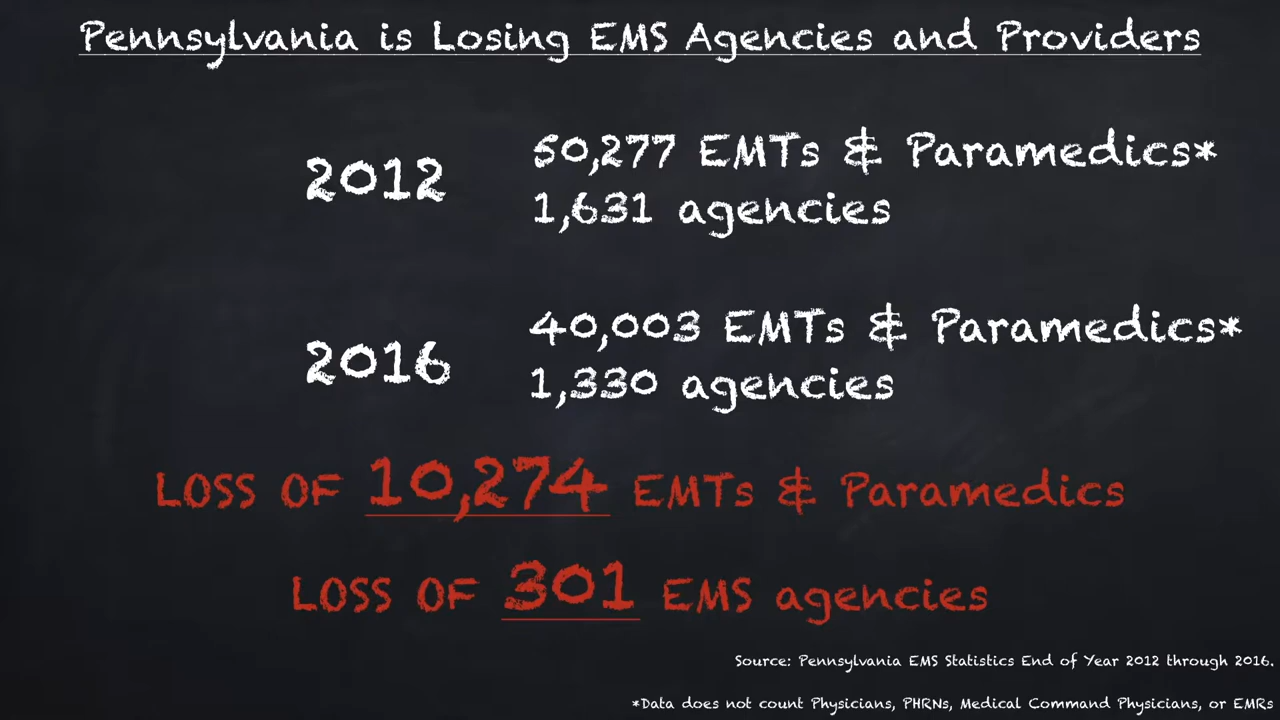 Pennsylvania is Losing EMS Agencies and Providers
2012
50,277 EMTs & Paramedics*
1,631 agencies
2016
40,003 EMTs & Paramedics*
1,330 agencies
LOSS OF 10,274 EMTs & Paramedics
LOSS OF 301 EMS agencies
Source: Pennsylvania EMS Statistics End of Year 2012 through 2016.
*Data does not count Physicians, PHRNs, Medical Command Physicians, or EMRs